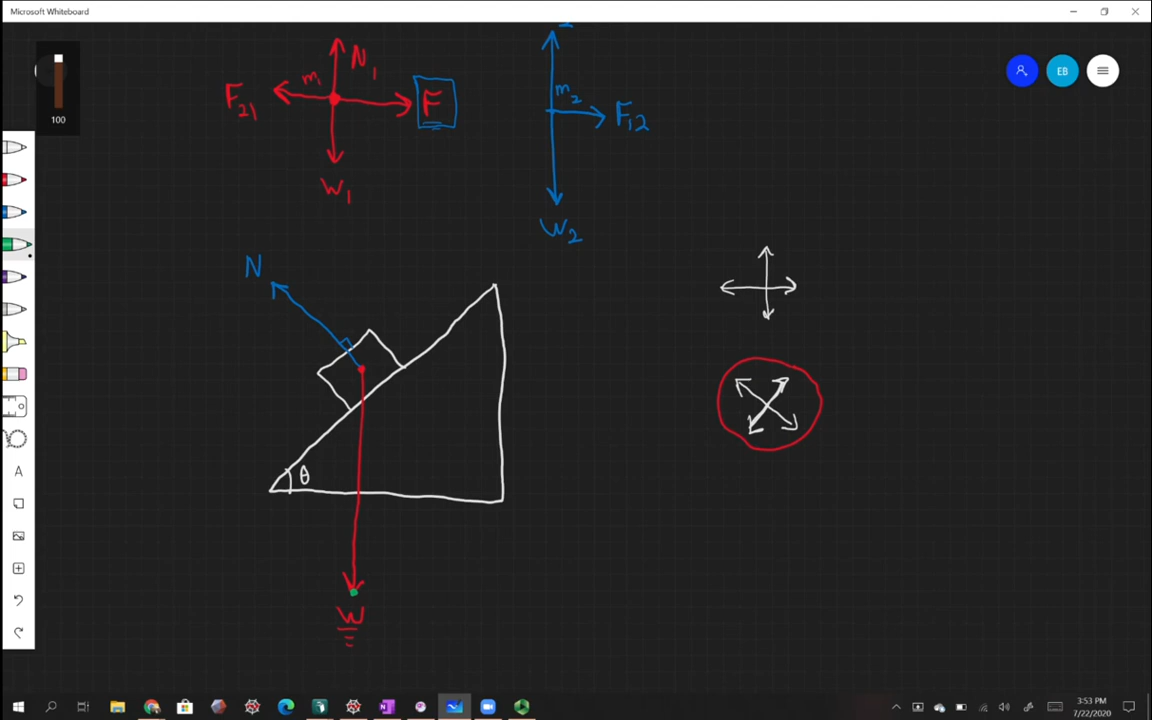 Microsoft Whiteboard
EB
100
N₁
m₁
F₂₁
F
W₁
m₂
F₁₂
W₂
N
θ
W
A
3:53 PM
7/22/2020